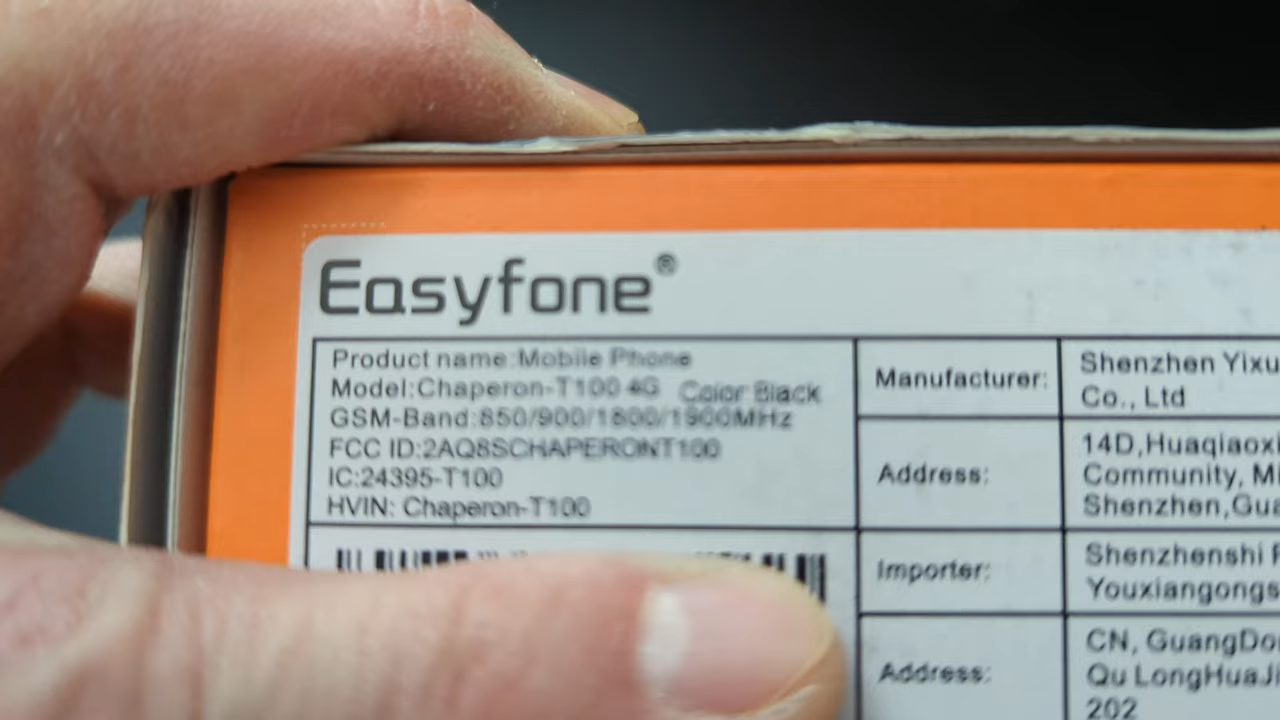 Easyfone®
Product name:Mobile Phone
Model:Chaperon-T100 4G Color Black
GSM-Band:850/900/1800/1900MHz
FCC ID:2AQ8SCHAPERONT100
IC:24395-T100
HVIN: Chaperon-T100
Manufacturer:
Shenzhen Yixu
Co., Ltd
Address:
14D,Huaqiaoxi
Community, Mi
Shenzhen,Gua
Importer:
Shenzhenshi
Youxiangongs
Address:
CN, GuangDon
Qu LongHuaJi
202